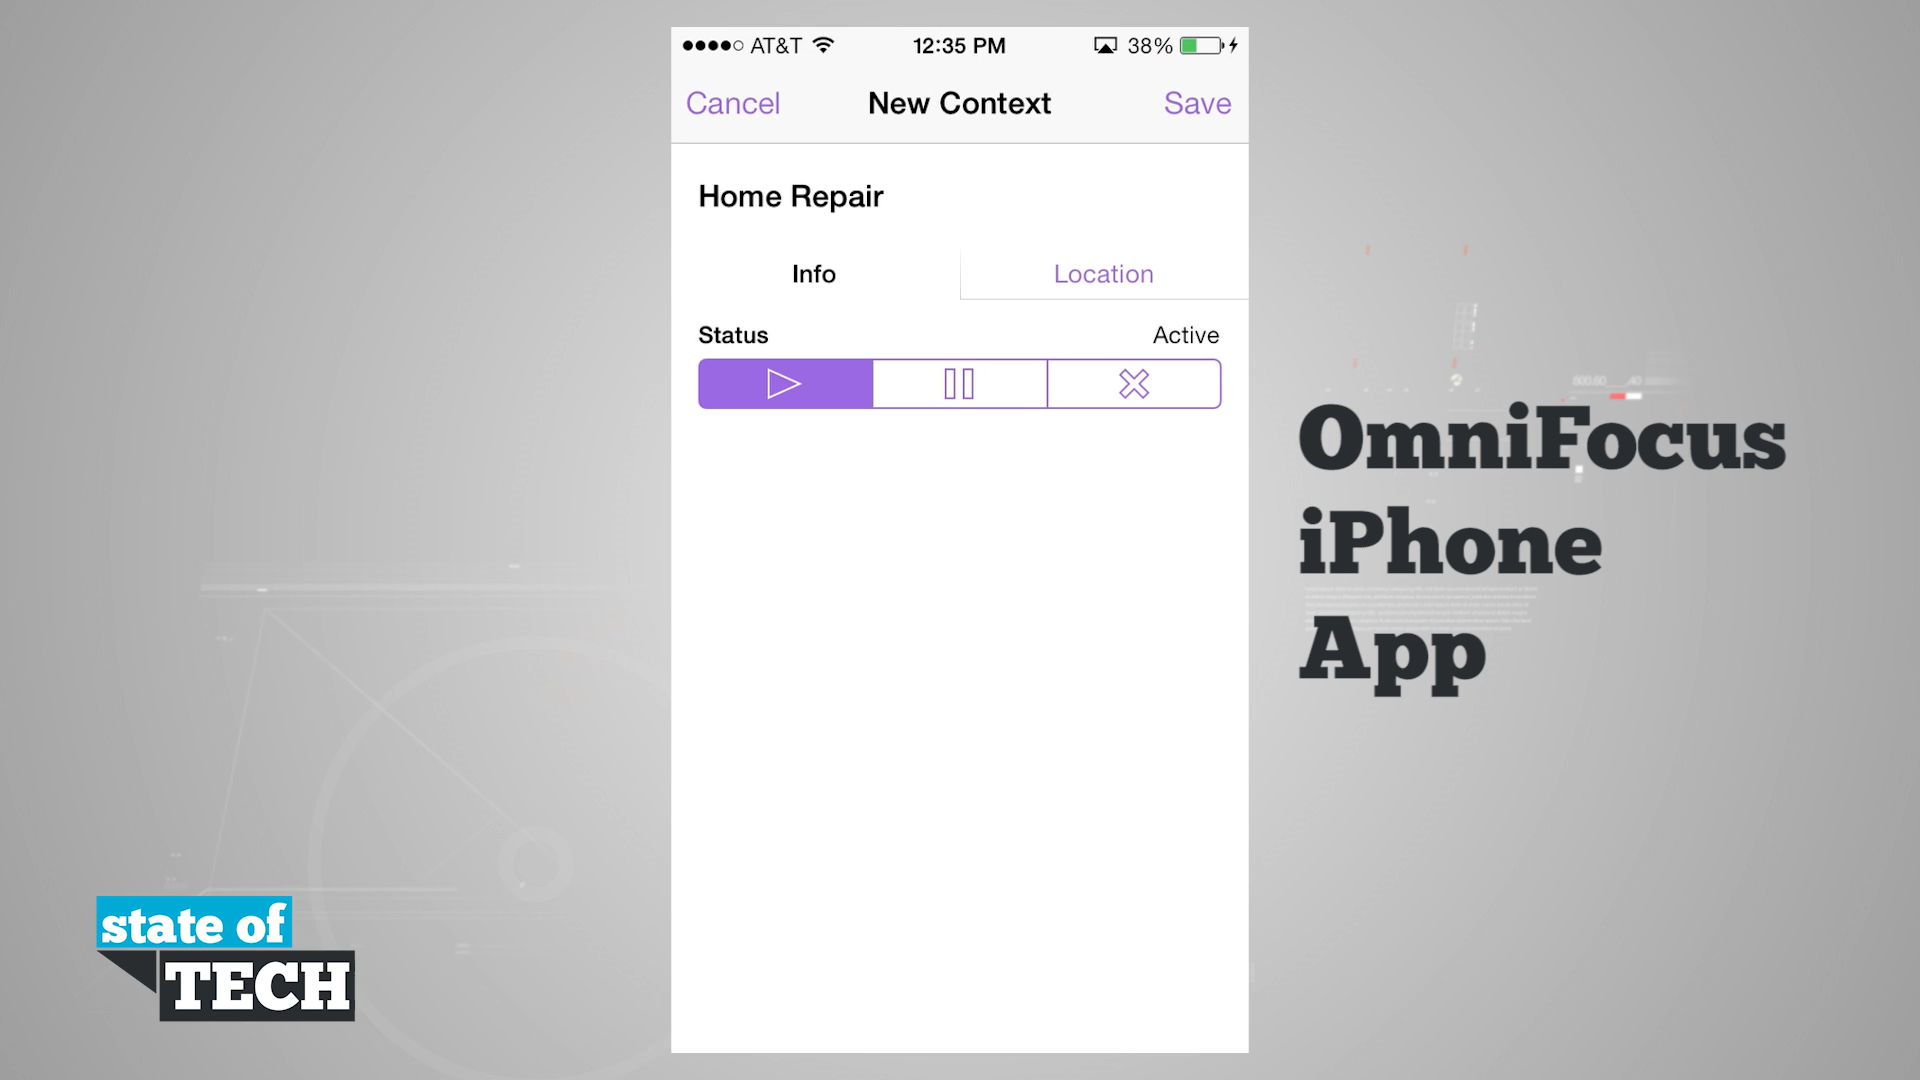 AT&T 12:35 PM 38%
Cancel New Context Save
Home Repair
Info Location
Status Active
OmniFocus
iPhone
App
state of
TECH